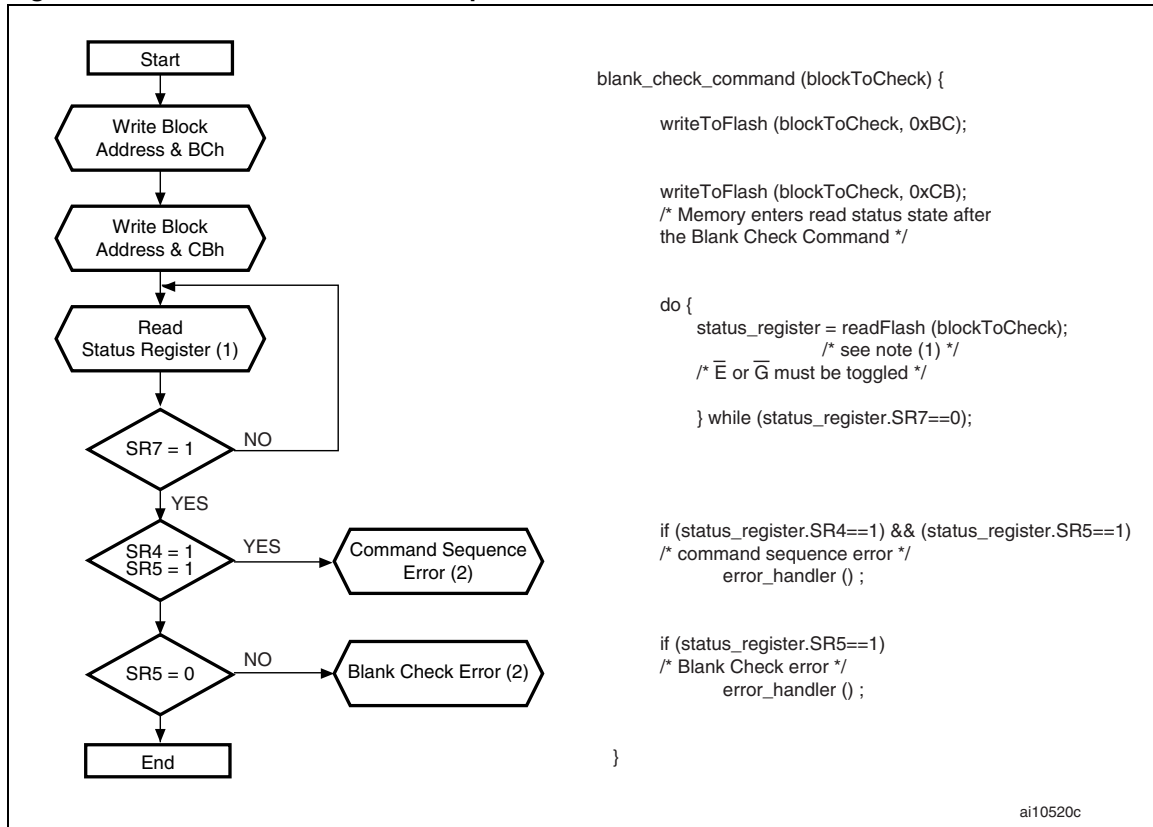 Start
Write Block
Address & BCh
Write Block
Address & CBh
Read
Status Register (1)
SR7 = 1
NO
YES
SR4 = 1
SR5 = 1
YES
Command Sequence
Error (2)
SR5 = 0
NO
Blank Check Error (2)
End
blank_check_command (blockToCheck) {
writeToFlash (blockToCheck, 0xBC);
writeToFlash (blockToCheck, 0xCB);
/* Memory enters read status state after
the Blank Check Command */
do {
status_register = readFlash (blockToCheck);
/* see note (1) */
/* E̅ or G̅ must be toggled */
} while (status_register.SR7==0);
if (status_register.SR4==1) && (status_register.SR5==1)
/* command sequence error */
error_handler () ;
if (status_register.SR5==1)
/* Blank Check error */
error_handler () ;
}
ai10520c